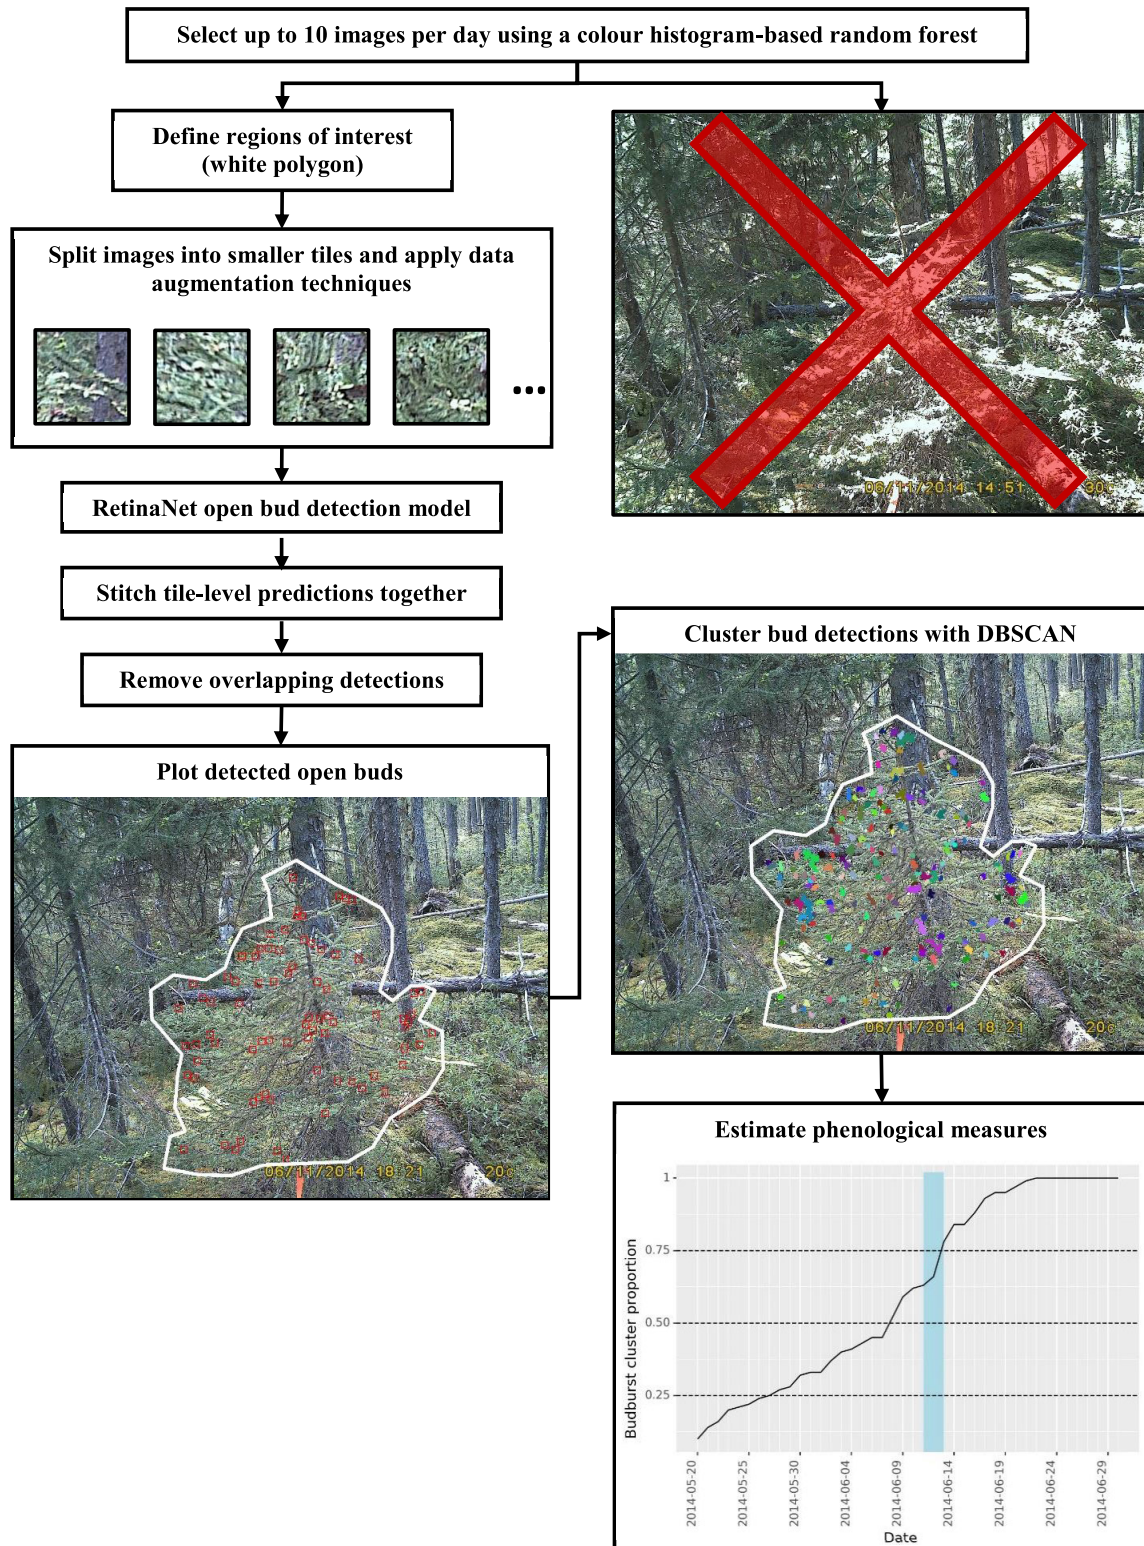 Select up to 10 images per day using a colour histogram-based random forest
Define regions of interest
(white polygon)
Split images into smaller tiles and apply data
augmentation techniques
...
RetinaNet open bud detection model
Stitch tile-level predictions together
Remove overlapping detections
Plot detected open buds
06/11/2014 18:21
20c
06/11/2014 14:51
30c
Cluster bud detections with DBSCAN
06/11/2014 18:21
20c
Estimate phenological measures
Budburst cluster proportion
1
0.75
0.50
0.25
2014-05-20
2014-05-25
2014-05-30
2014-06-04
2014-06-09
2014-06-14
2014-06-19
2014-06-24
2014-06-29
Date